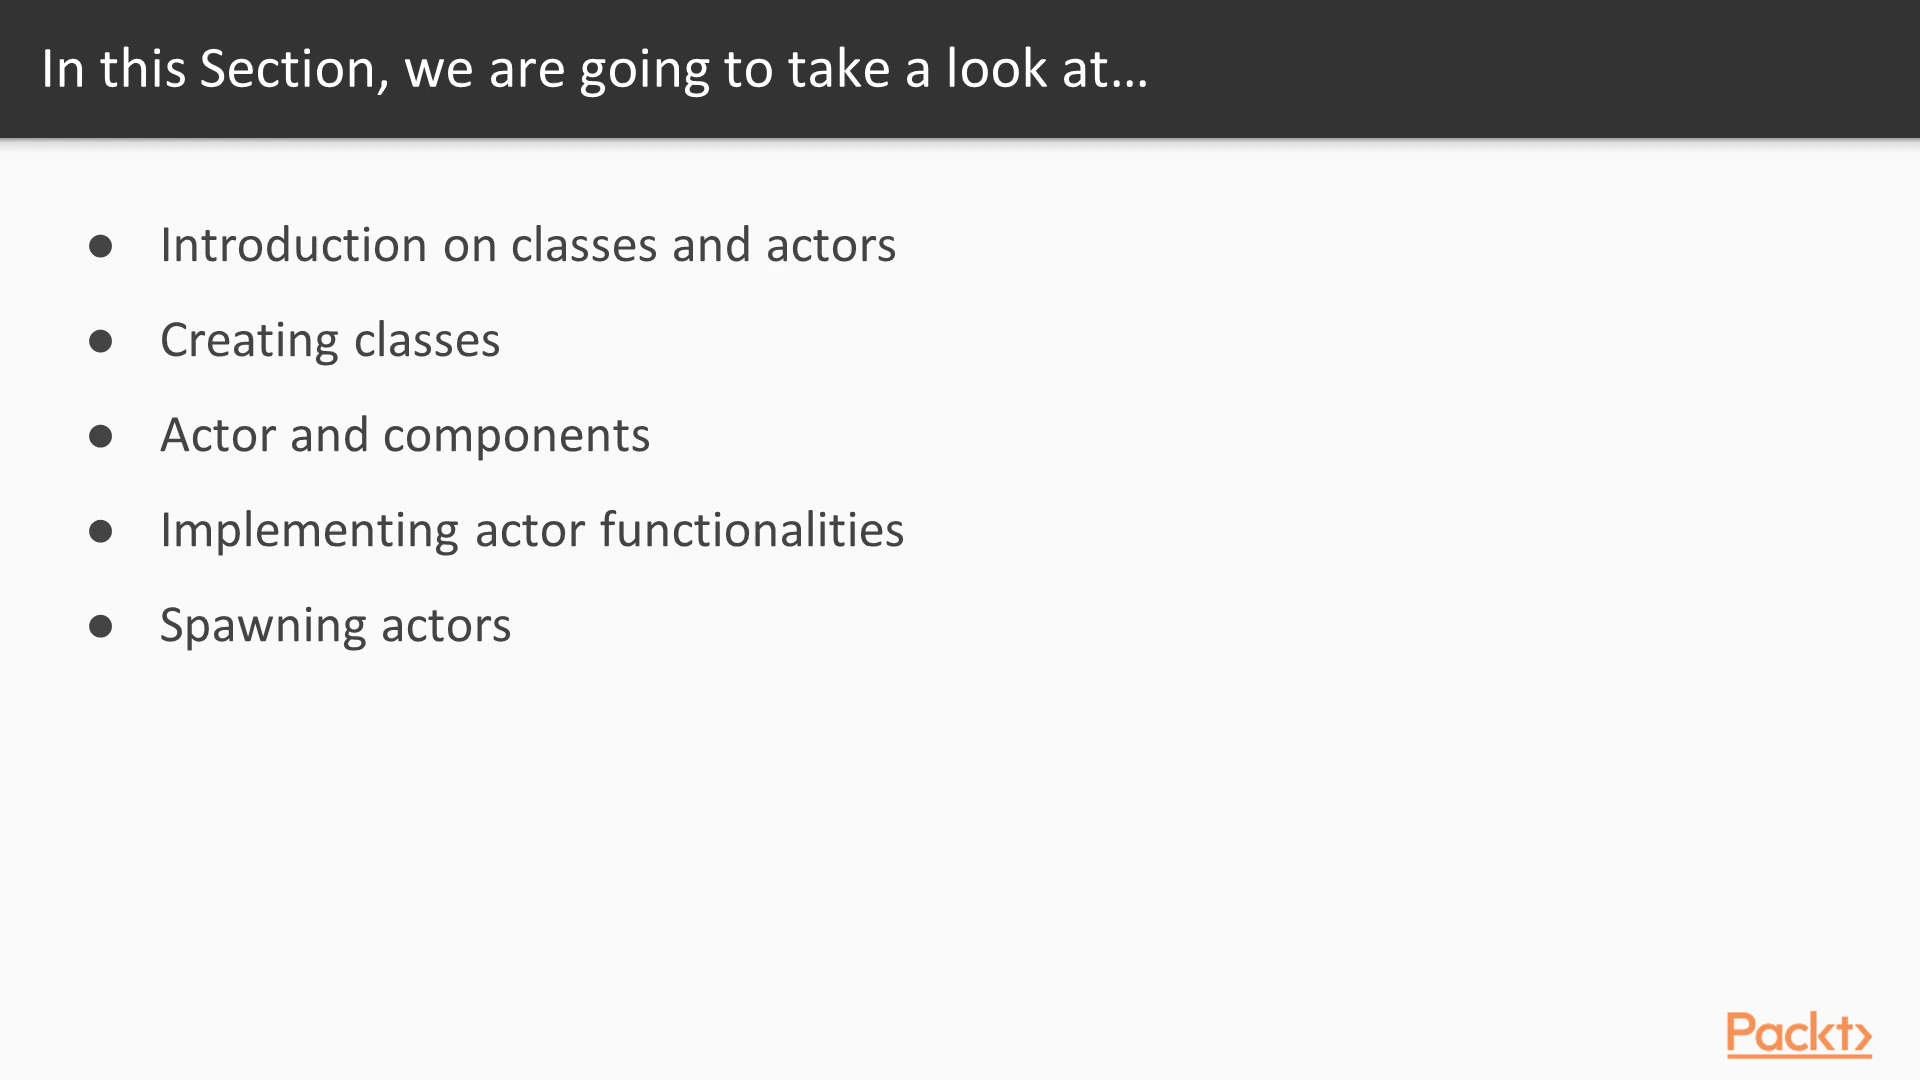 In this Section, we are going to take a look at...
● Introduction on classes and actors
● Creating classes
● Actor and components
● Implementing actor functionalities
● Spawning actors
Packt>